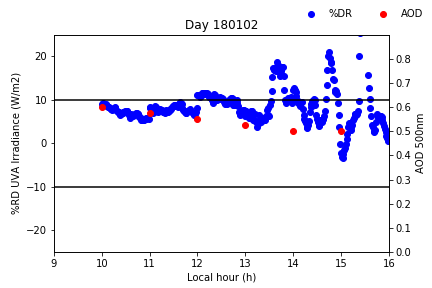 %DR AOD
Day 180102
%RD UVA Irradiance (W/m2)
20
10
0
−10
−20
0.8
0.7
0.6
0.5
0.4
0.3
0.2
0.1
0.0
AOD 500nm
9 10 11 12 13 14 15 16
Local hour (h)